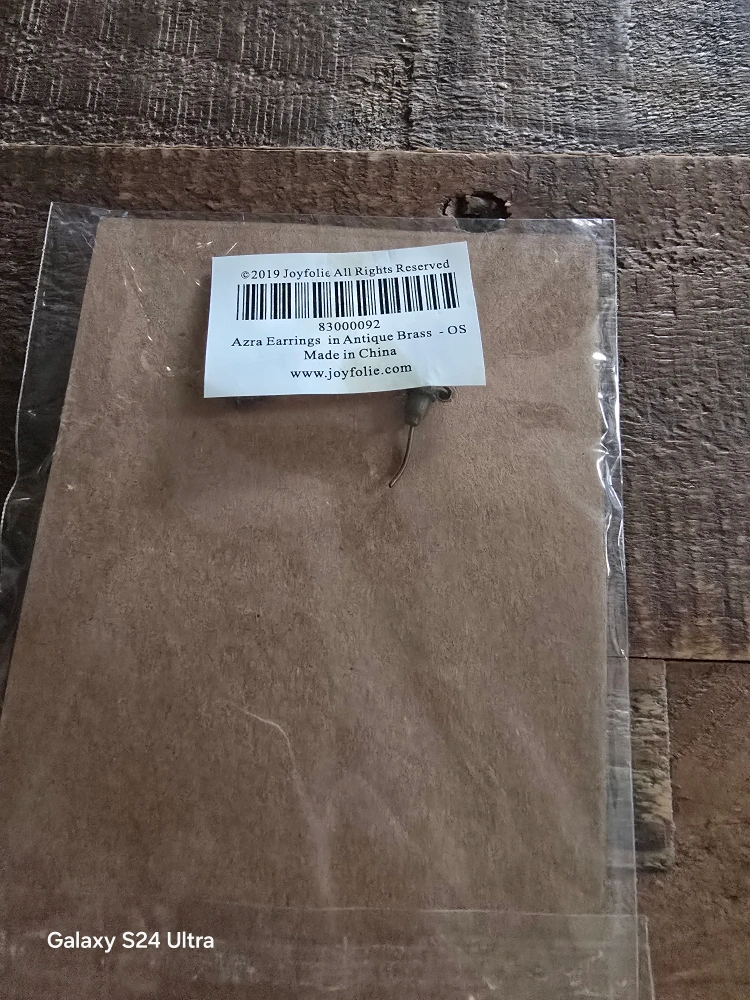 ©2019 Joyfolie All Rights Reserved
83000092
Azra Earrings in Antique Brass - OS
Made in China
www.joyfolie.com
Galaxy S24 Ultra